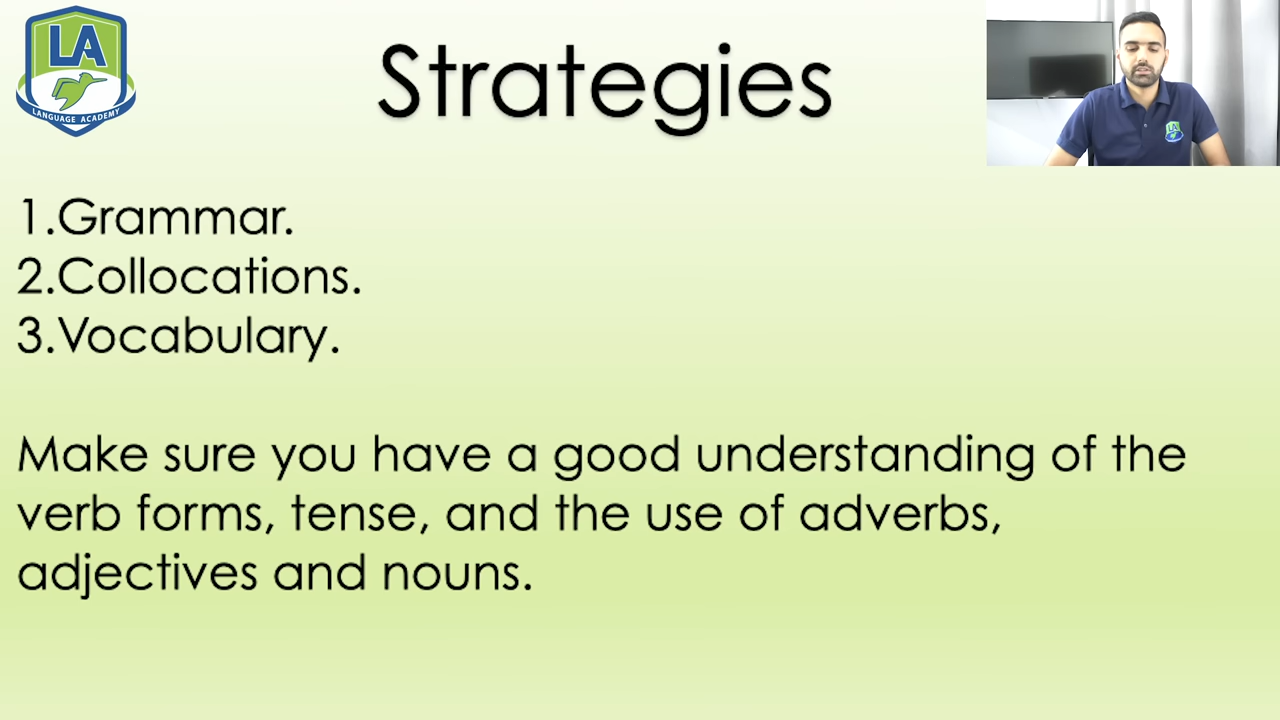 LA
LANGUAGE ACADEMY
Strategies
LA
1.Grammar.
2.Collocations.
3.Vocabulary.
Make sure you have a good understanding of the
verb forms, tense, and the use of adverbs,
adjectives and nouns.